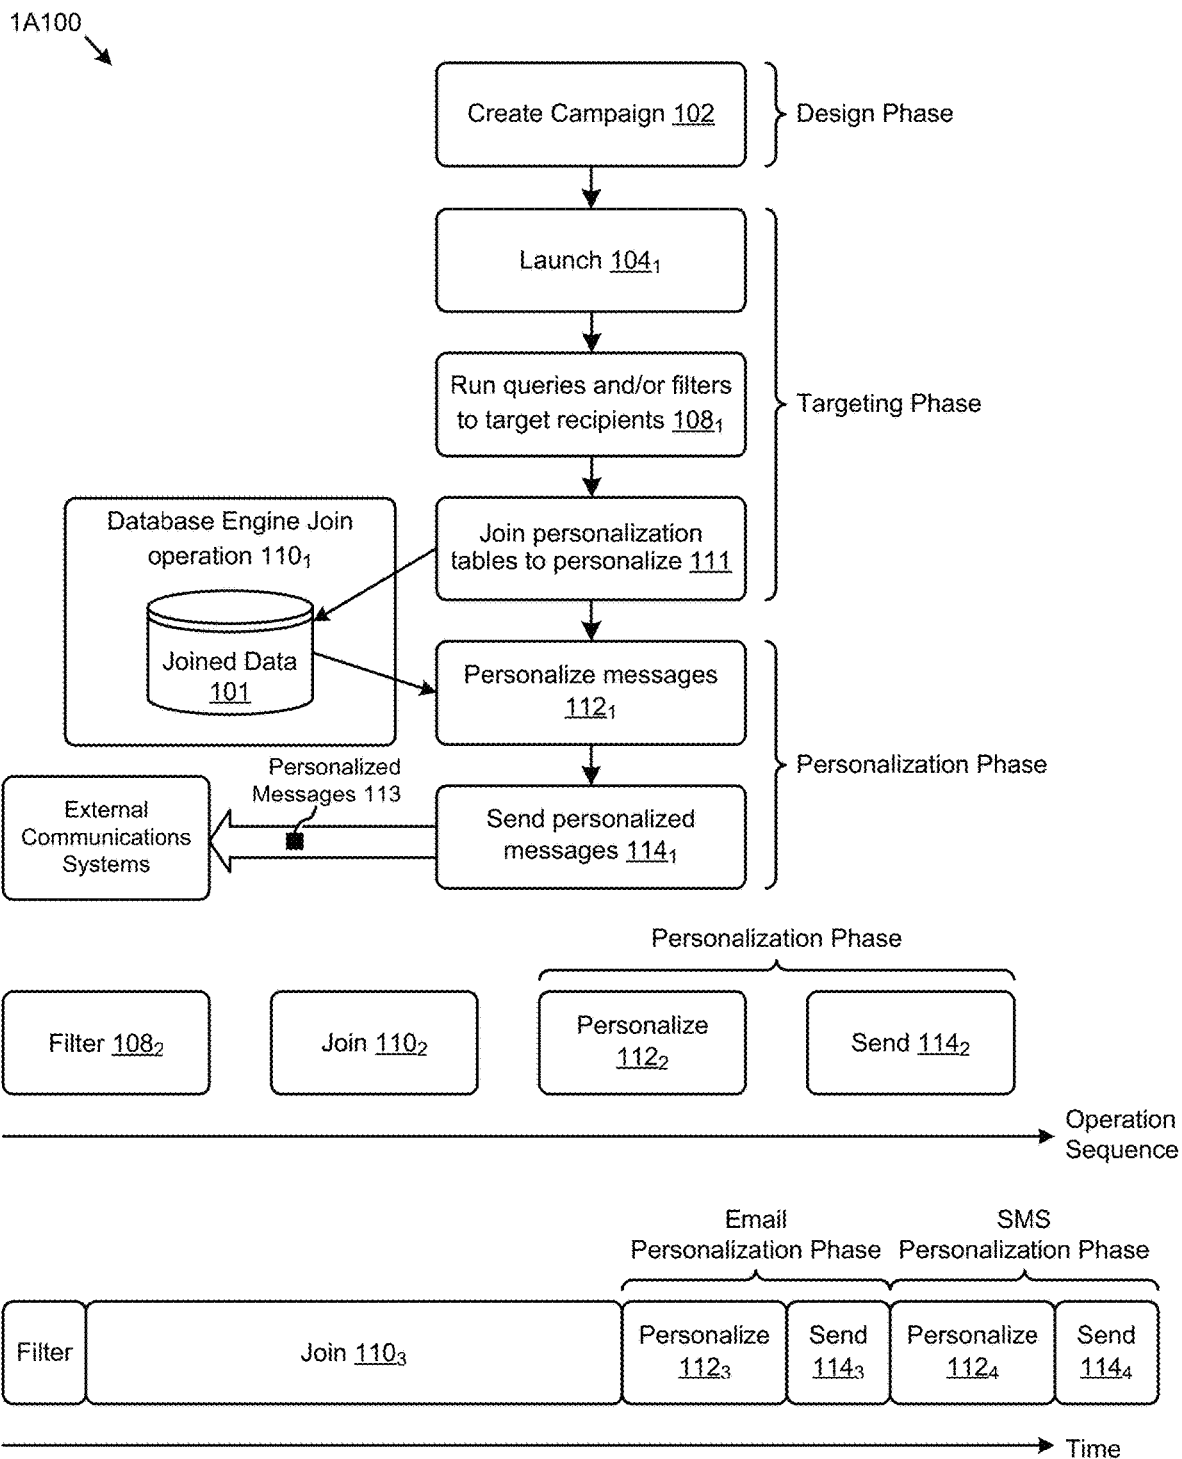 1A100
Create Campaign 102
Design Phase
Launch 104₁
Run queries and/or filters
to target recipients 108₁
Targeting Phase
Database Engine Join
operation 110₁
Join personalization
tables to personalize 111
Joined Data
101
Personalize messages
112₁
Personalized
Messages 113
Personalization Phase
External
Communications
Systems
Send personalized
messages 114₁
Personalization Phase
Filter 108₂
Join 110₂
Personalize
112₂
Send 114₂
Operation
Sequence
Email
Personalization Phase
SMS
Personalization Phase
Filter
Join 110₃
Personalize
112₃
Send
114₃
Personalize
112₄
Send
114₄
Time